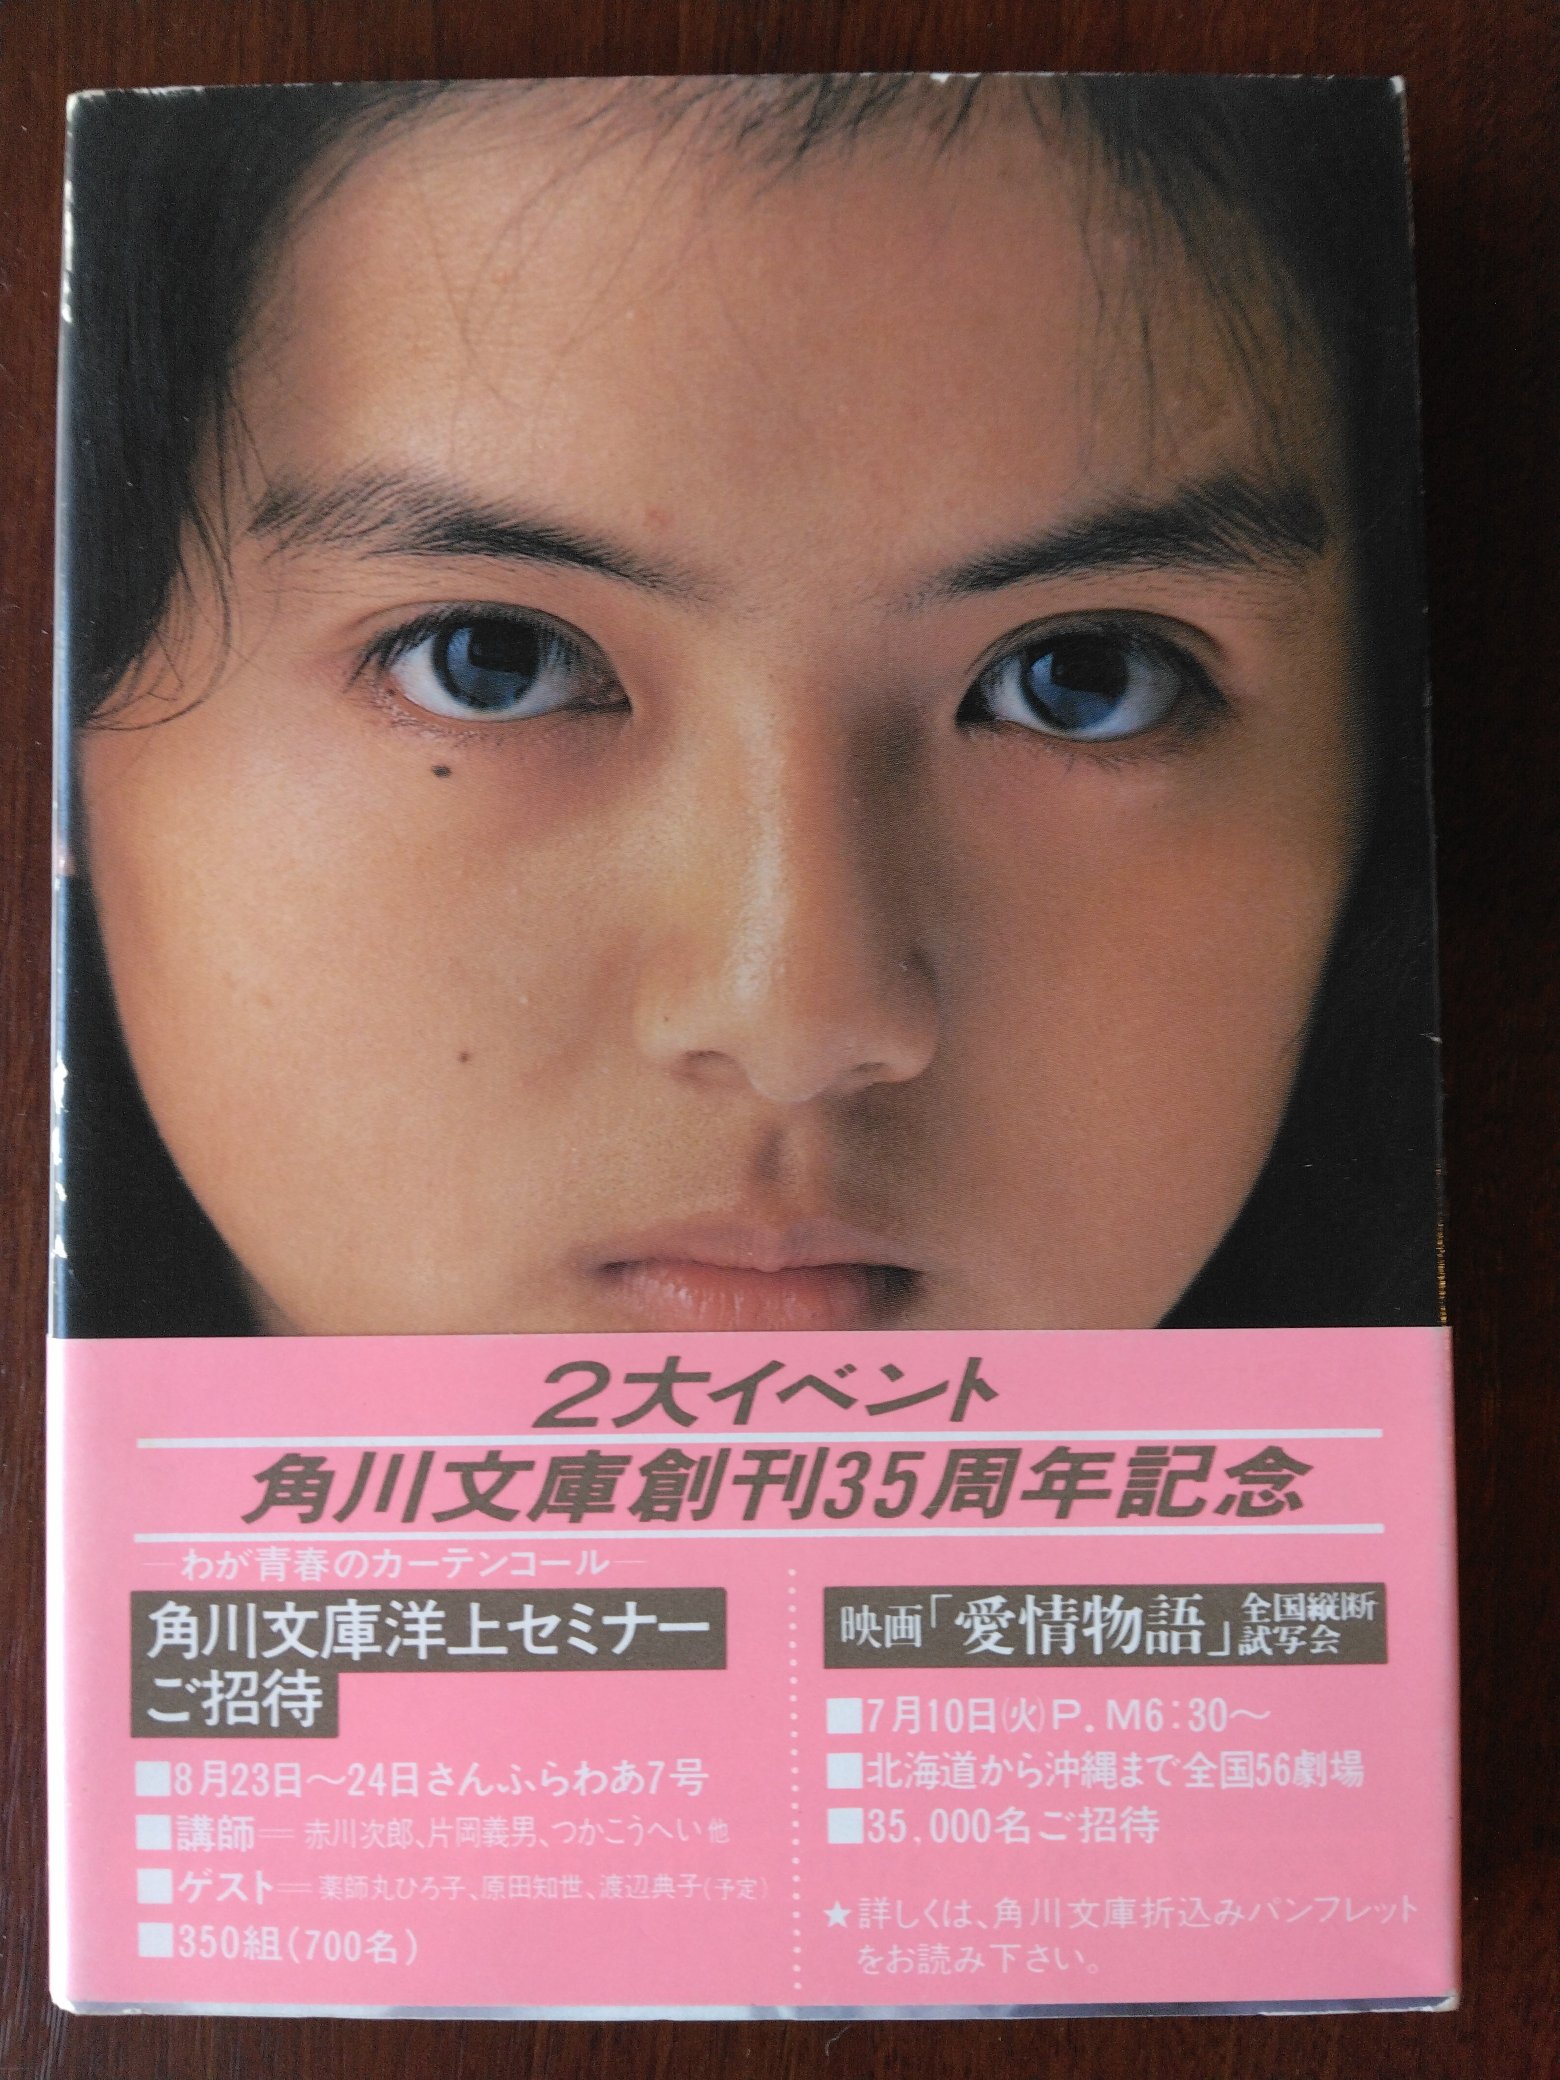 2大イベント
角川文庫創刊35周年記念
―わが青春のカーテンコール―
角川文庫洋上セミナー
ご招待
■8月23日～24日さんふらわあ7号
■講師＝赤川次郎、片岡義男、つかこうへい他
■ゲスト＝薬師丸ひろ子、原田知世、渡辺典子(予定)
■350組(700名)
映画「愛情物語」全国縦断
試写会
■7月10日㈫P.M6:30～
■北海道から沖縄まで全国56劇場
■35,000名ご招待
★詳しくは、角川文庫折込みパンフレット
をお読み下さい。